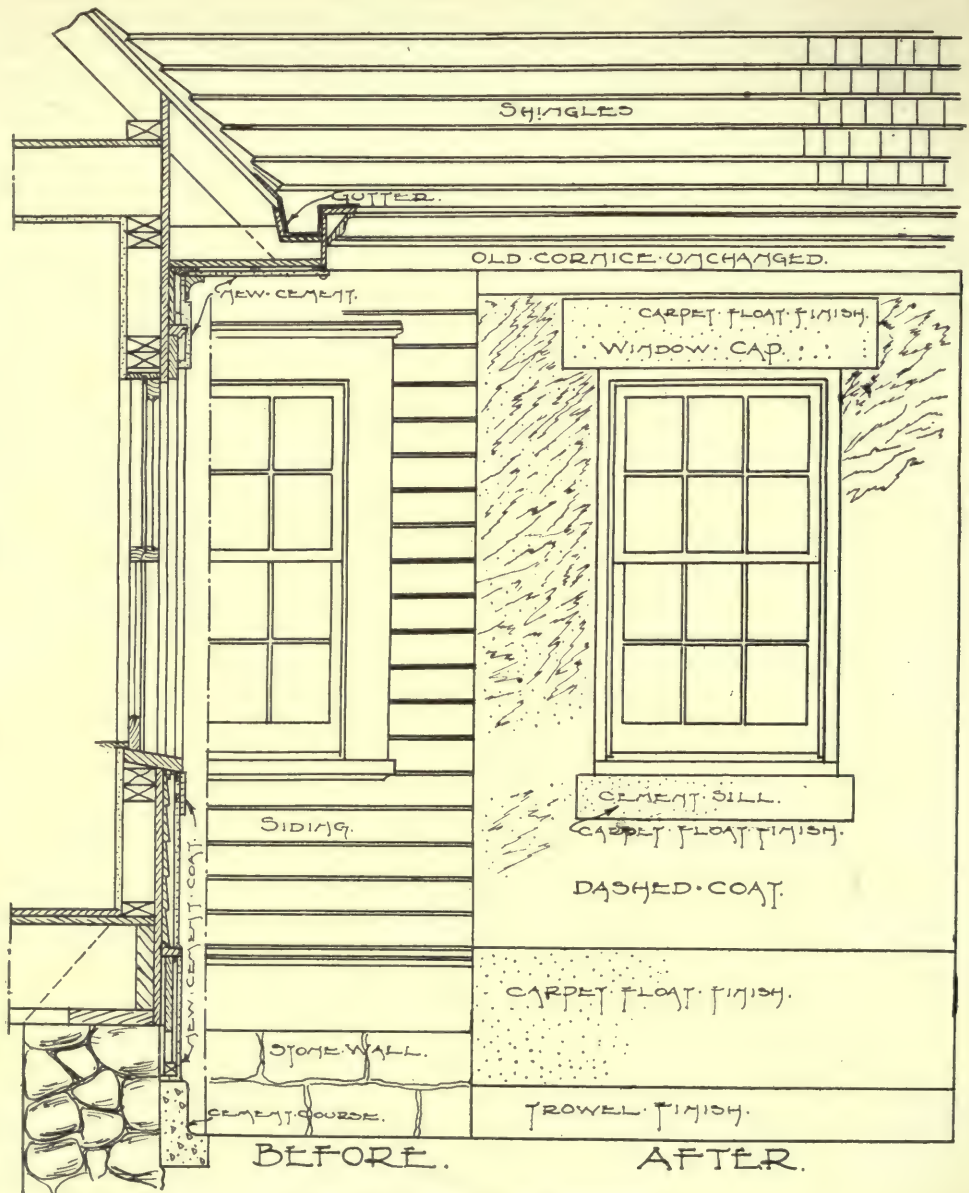 SHINGLES
GUTTER.
OLD·CORNICE·UNCHANGED.
NEW·CEMENT.
CARPET·FLOAT·FINISH.
WINDOW·CAP.
CEMENT·SILL.
SIDING.
CARPET·FLOAT·FINISH.
NEW·CEMENT·COAT
DASHED·COAT.
CARPET·FLOAT·FINISH.
STONE·WALL.
CEMENT·COURSE.
TROWEL·FINISH.
BEFORE.
AFTER.